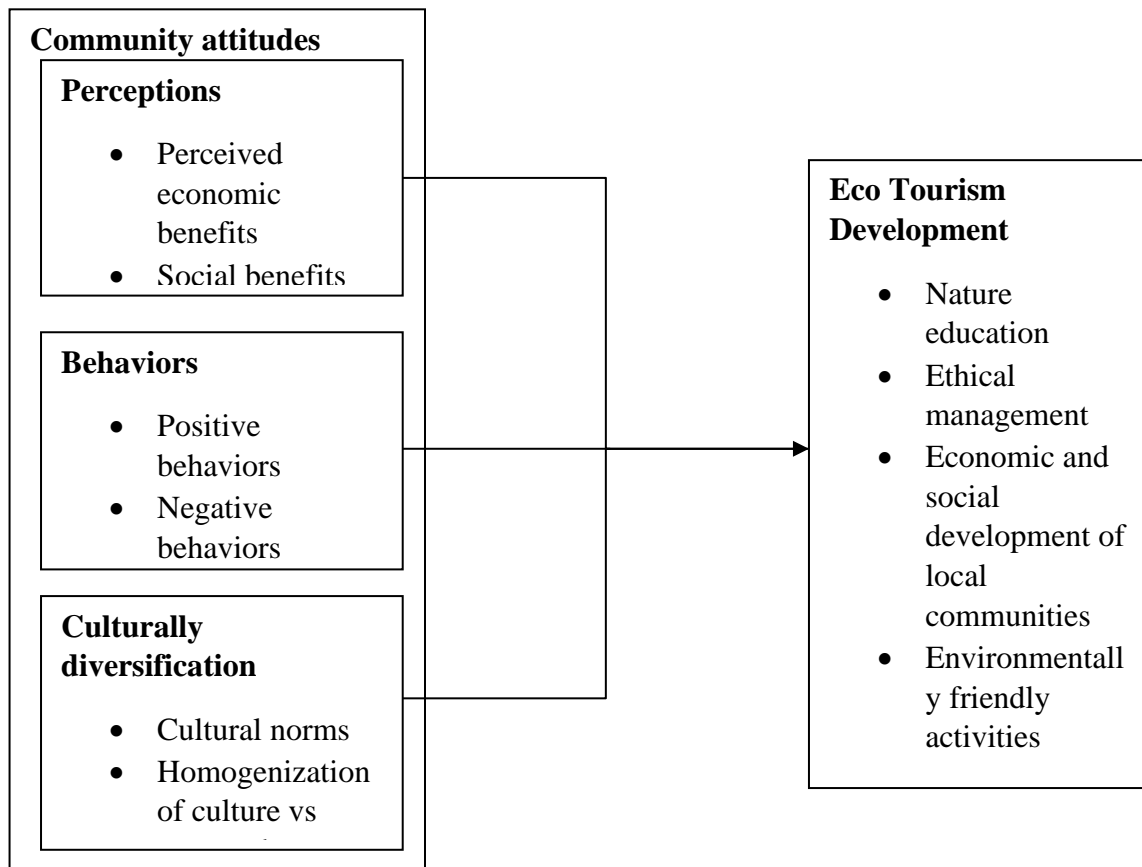 Community attitudes
Perceptions
• Perceived
economic
benefits
• Social benefits
Behaviors
• Positive
behaviors
• Negative
behaviors
Culturally
diversification
• Cultural norms
• Homogenization
of culture vs
Eco Tourism
Development
• Nature
education
• Ethical
management
• Economic and
social
development of
local
communities
• Environmentall
y friendly
activities